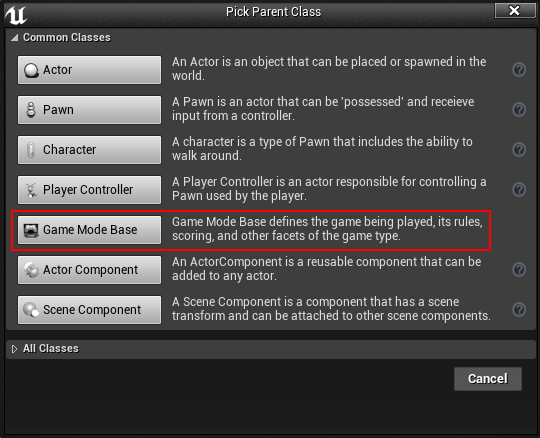 Pick Parent Class
Common Classes
Actor
An Actor is an object that can be placed or spawned in the
world.
Pawn
A Pawn is an actor that can be 'possessed' and receieve
input from a controller.
Character
A character is a type of Pawn that includes the ability to
walk around.
Player Controller
A Player Controller is an actor responsible for controlling a
Pawn used by the player.
Game Mode Base
Game Mode Base defines the game being played, its rules,
scoring, and other facets of the game type.
Actor Component
An ActorComponent is a reusable component that can be
added to any actor.
Scene Component
A Scene Component is a component that has a scene
transform and can be attached to other scene components.
All Classes
Cancel